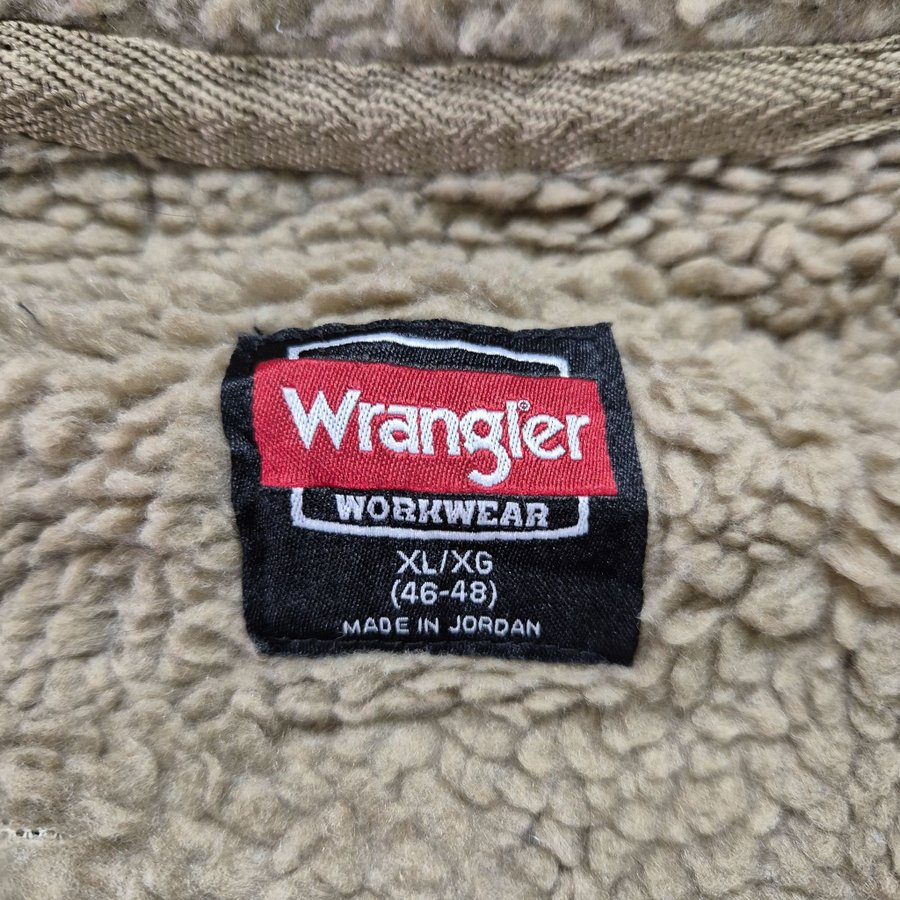 Wrangler®
WORKWEAR
XL/XG
(46-48)
MADE IN JORDAN